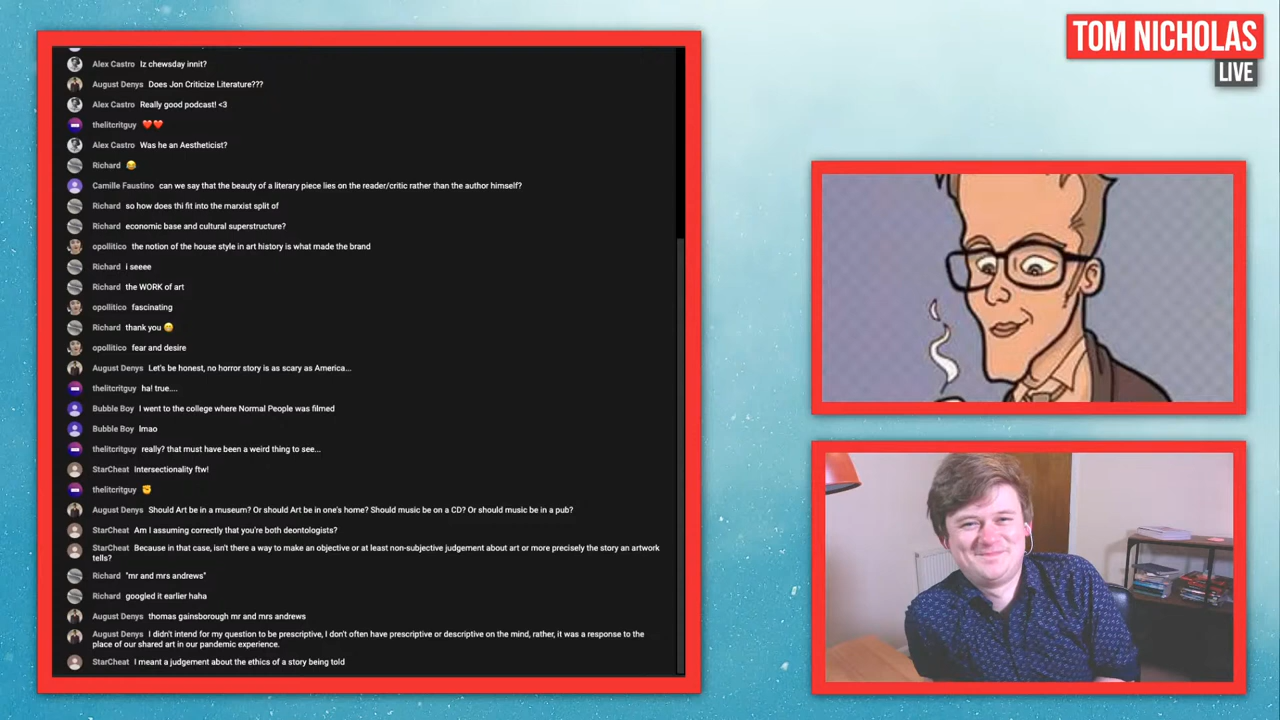 TOM NICHOLAS
LIVE
Alex Castro Iz chewsday innit?
August Denys Does Jon Criticize Literature???
Alex Castro Really good podcast! <3
thelitcritguy ❤️❤️
Alex Castro Was he an Aestheticist?
Richard 😂
Camille Faustino can we say that the beauty of a literary piece lies on the reader/critic rather than the author himself?
Richard so how does thi fit into the marxist split of
Richard economic base and cultural superstructure?
opollitico the notion of the house style in art history is what made the brand
Richard i seeee
Richard the WORK of art
opollitico fascinating
Richard thank you 😁
opollitico fear and desire
August Denys Let's be honest, no horror story is as scary as America...
thelitcritguy ha! true....
Bubble Boy I went to the college where Normal People was filmed
Bubble Boy lmao
thelitcritguy really? that must have been a weird thing to see...
StarCheat Intersectionality ftw!
thelitcritguy ✊
August Denys Should Art be in a museum? Or should Art be in one's home? Should music be on a CD? Or should music be in a pub?
StarCheat Am I assuming correctly that you're both deontologists?
StarCheat Because in that case, isn't there a way to make an objective or at least non-subjective judgement about art or more precisely the story an artwork
tells?
Richard "mr and mrs andrews"
Richard googled it earlier haha
August Denys thomas gainsborough mr and mrs andrews
August Denys I didn't intend for my question to be prescriptive, I don't often have prescriptive or descriptive on the mind, rather, it was a response to the
place of our shared art in our pandemic experience.
StarCheat I meant a judgement about the ethics of a story being told